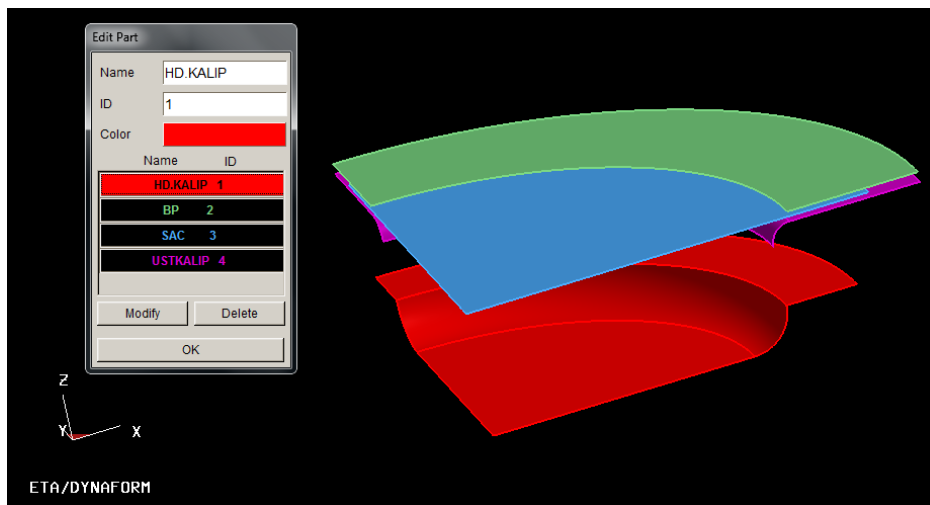 Edit Part
Name HD.KALIP
ID 1
Color
Name ID
HD.KALIP 1
BP 2
SAC 3
USTKALIP 4
Modify Delete
OK
Z
Y X
ETA/DYNAFORM